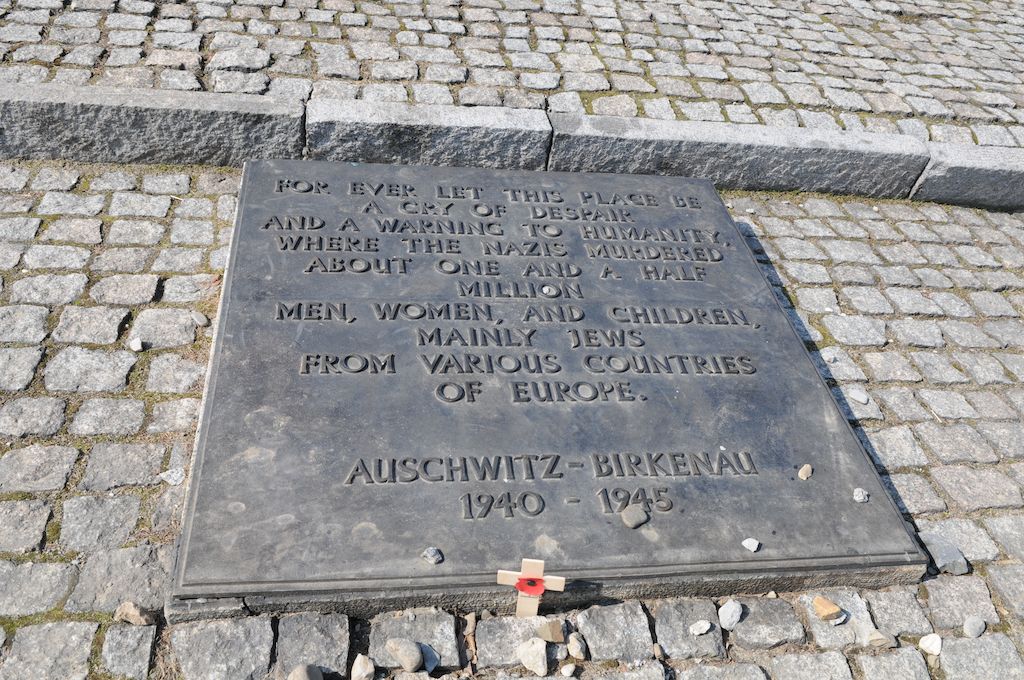 FOR EVER LET THIS PLACE BE
A CRY OF DESPAIR
AND A WARNING TO HUMANITY,
WHERE THE NAZIS MURDERED
ABOUT ONE AND A HALF
MILLION
MEN, WOMEN, AND CHILDREN,
MAINLY JEWS
FROM VARIOUS COUNTRIES
OF EUROPE.
AUSCHWITZ-BIRKENAU
1940 - 1945